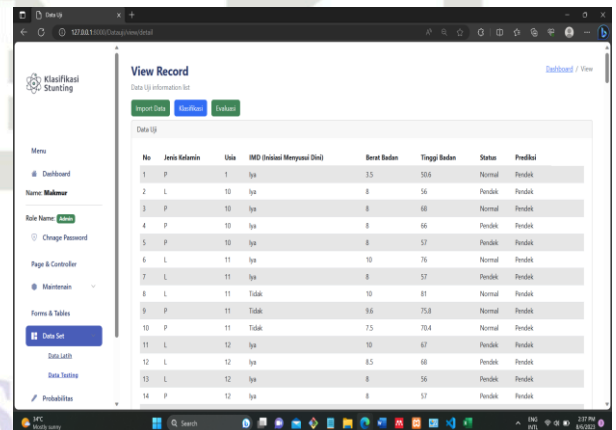 Data Uji
127.0.0.1:8000/Datauji/view/detail
Klasifikasi
Stunting
View Record
Dashboard / View
Data Uji information list
Import Data Klasifikasi Evaluasi
Data Uji
No Jenis Kelamin Usia IMD (Inisiasi Menyusui Dini) Berat Badan Tinggi Badan Status Prediksi
1 P 1 Iya 3.5 50.6 Normal Pendek
2 L 10 Iya 8 56 Pendek Pendek
3 P 10 Iya 8 68 Normal Pendek
4 P 10 Iya 8 66 Pendek Pendek
5 P 10 Iya 8 57 Pendek Pendek
6 L 11 Iya 10 76 Normal Pendek
7 L 11 Iya 8 57 Pendek Pendek
8 L 11 Tidak 10 81 Normal Pendek
9 P 11 Tidak 9.6 75.8 Normal Pendek
10 P 11 Tidak 7.5 70.4 Normal Pendek
11 L 12 Iya 10 67 Pendek Pendek
12 L 12 Iya 8.5 68 Pendek Pendek
13 L 12 Iya 8 56 Pendek Pendek
14 P 12 Iya 8 57 Pendek Pendek
Menu
Dashboard
Name: Makmur
Role Name: Admin
Chnage Password
Page & Controller
Maintenain
Forms & Tables
Data Set
Data Latih
Data Testing
Probabilitas
34°C
Mostly sunny
Search
ENG
INTL
2:37 PM
8/6/2023